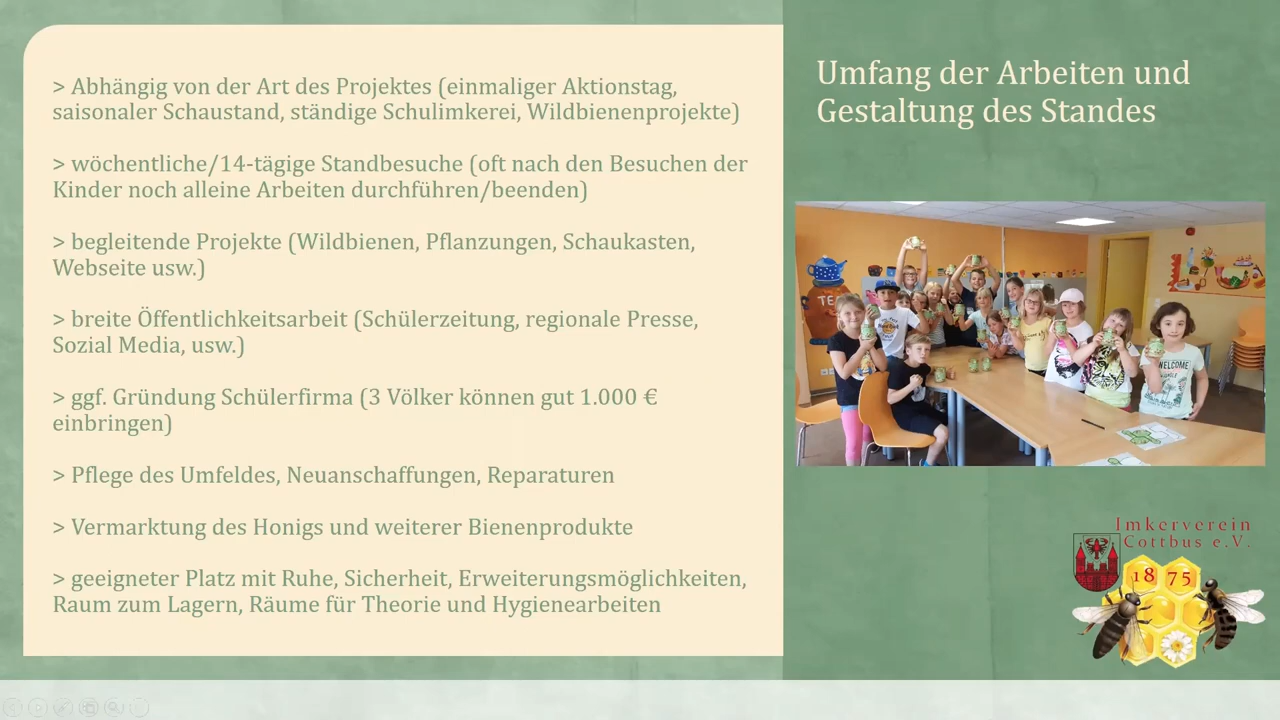 Umfang der Arbeiten und
Gestaltung des Standes
> Abhängig von der Art des Projektes (einmaliger Aktionstag,
saisonaler Schaustand, ständige Schulimkerei, Wildbienenprojekte)
> wöchentliche/14-tägige Standbesuche (oft nach den Besuchen der
Kinder noch alleine Arbeiten durchführen/beenden)
> begleitende Projekte (Wildbienen, Pflanzungen, Schaukasten,
Webseite usw.)
> breite Öffentlichkeitsarbeit (Schülerzeitung, regionale Presse,
Sozial Media, usw.)
> ggf. Gründung Schülerfirma (3 Völker können gut 1.000 €
einbringen)
> Pflege des Umfeldes, Neuanschaffungen, Reparaturen
> Vermarktung des Honigs und weiterer Bienenprodukte
> geeigneter Platz mit Ruhe, Sicherheit, Erweiterungsmöglichkeiten,
Raum zum Lagern, Räume für Theorie und Hygienearbeiten
TEE
WELCOME
Imkerverein
Cottbus e.V.
1875